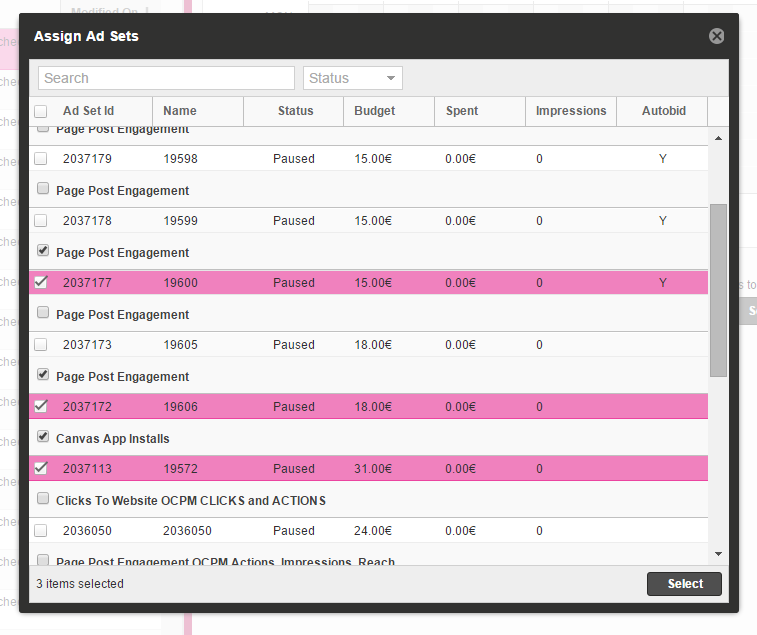 Modified On
Assign Ad Sets
Search
Status
Ad Set Id Name Status Budget Spent Impressions Autobid
Page Post Engagement
2037179 19598 Paused 15.00€ 0.00€ 0 Y
Page Post Engagement
2037178 19599 Paused 15.00€ 0.00€ 0 Y
Page Post Engagement
2037177 19600 Paused 15.00€ 0.00€ 0 Y
Page Post Engagement
2037173 19605 Paused 18.00€ 0.00€ 0
Page Post Engagement
2037172 19606 Paused 18.00€ 0.00€ 0
Canvas App Installs
2037113 19572 Paused 31.00€ 0.00€ 0
Clicks To Website OCPM CLICKS and ACTIONS
2036050 2036050 Paused 24.00€ 0.00€ 0
Page Post Engagement OCPM Actions, Impressions, Reach
3 items selected
Select